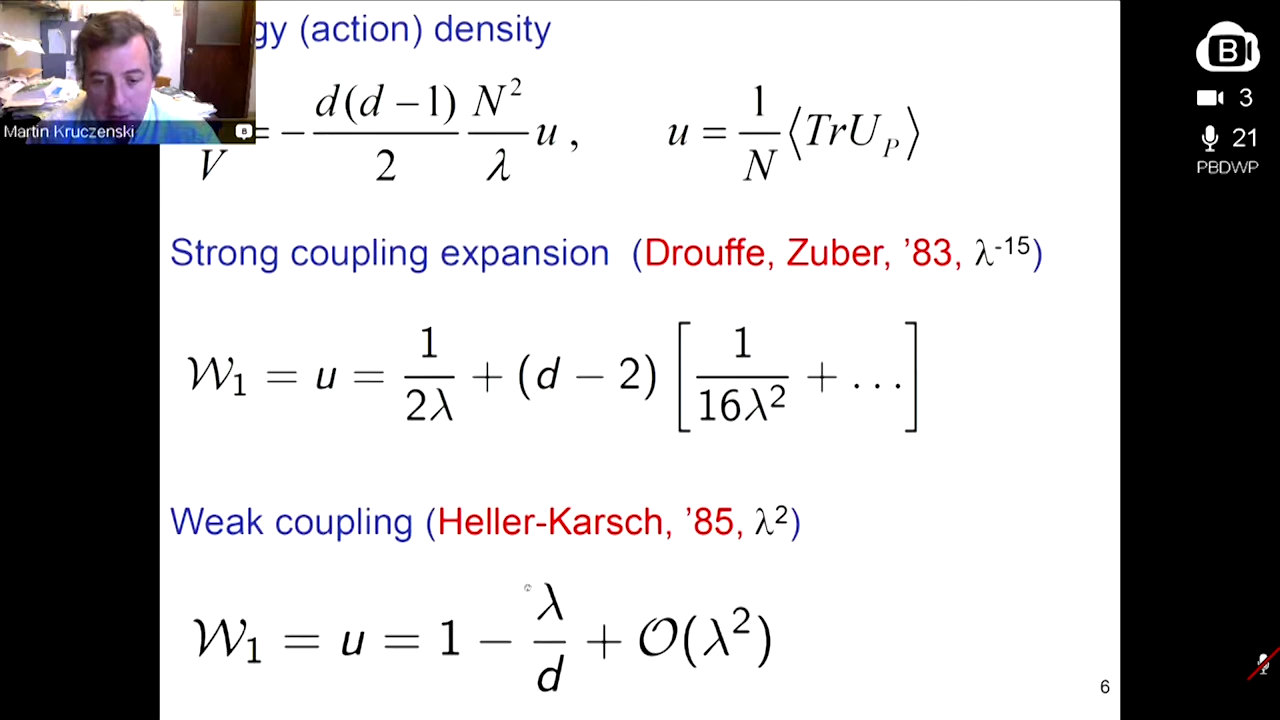 gy (action) density
V = − d(d − 1)/2 N²/λ u , u = 1/N ⟨TrU_P⟩
Martin Kruczenski
Strong coupling expansion (Drouffe, Zuber, ’83, λ⁻¹⁵)
𝒲₁ = u = 1/2λ + (d − 2) [ 1/16λ² + . . . ]
Weak coupling (Heller-Karsch, ’85, λ²)
𝒲₁ = u = 1 − λ/d + 𝒪(λ²)
6
B
3
21
PBDWP